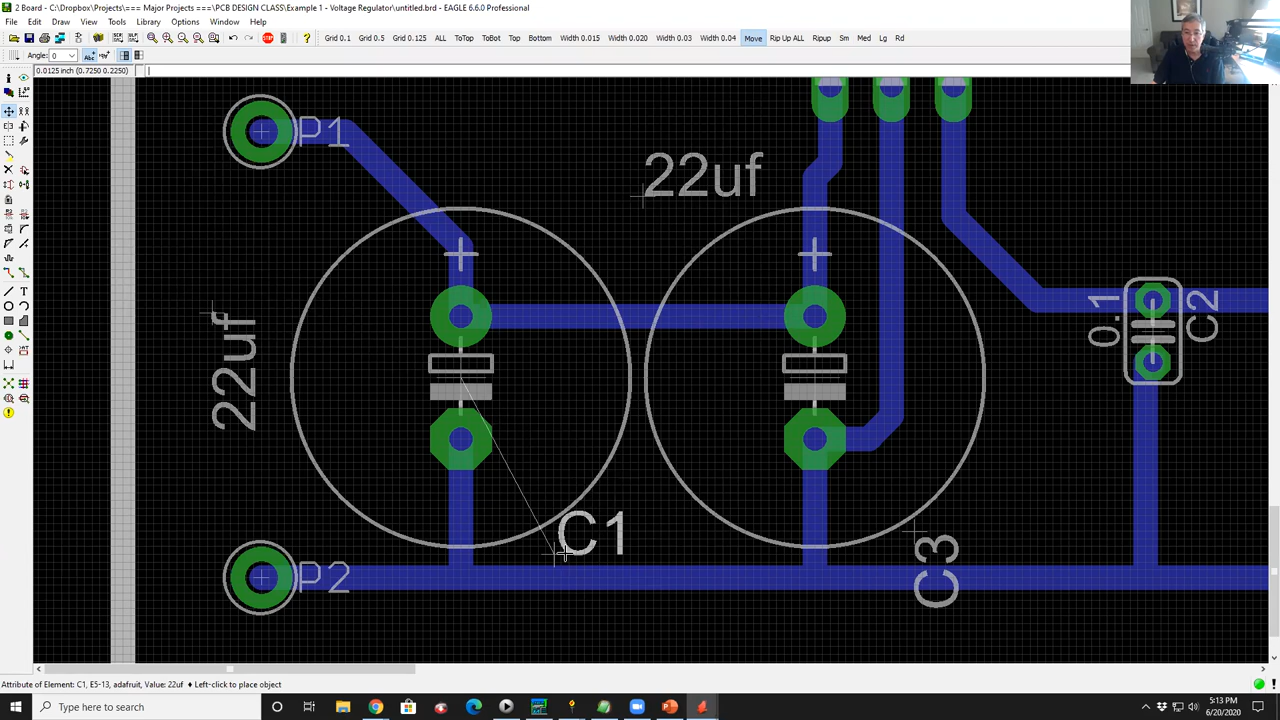 2 Board - C:\Dropbox\Projects\=== Major Projects ===\PCB DESIGN CLASS\Example 1 - Voltage Regulator\untitled.brd - EAGLE 6.6.0 Professional
File Edit Draw View Tools Library Options Window Help
Grid 0.1 Grid 0.5 Grid 0.125 ALL ToTop ToBot Top Bottom Width 0.015 Width 0.020 Width 0.03 Width 0.04 Move Rip Up ALL Ripup Sm Med Lg Rd
Angle: 0
0.0125 inch (0.7250 0.2250)
P1
22uf
22uf
0.1
C2
C1
C3
P2
Attribute of Element: C1, E5-13, adafruit, Value: 22uf ♦ Left-click to place object
Type here to search
5:13 PM
6/20/2020